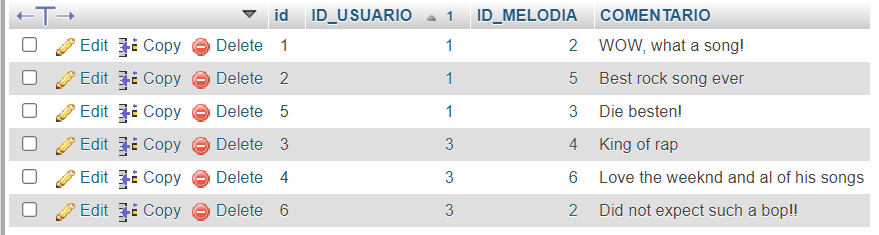 id ID_USUARIO 1 ID_MELODIA COMENTARIO
Edit Copy Delete 1 1 2 WOW, what a song!
Edit Copy Delete 2 1 5 Best rock song ever
Edit Copy Delete 5 1 3 Die besten!
Edit Copy Delete 3 3 4 King of rap
Edit Copy Delete 4 3 6 Love the weeknd and al of his songs
Edit Copy Delete 6 3 2 Did not expect such a bop!!